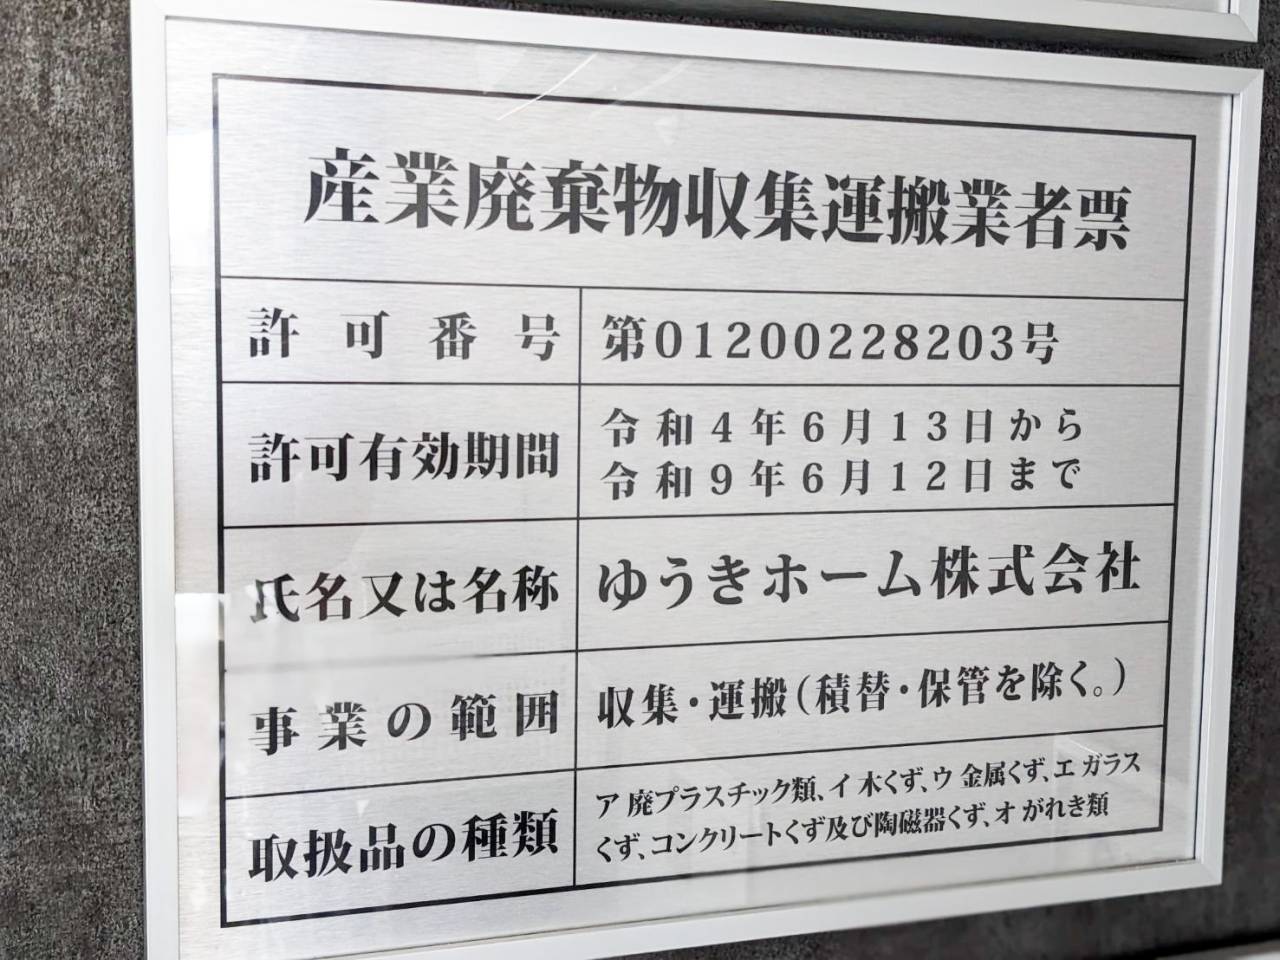 産業廃棄物収集運搬業者票
許可番号 第01200228203号
許可有効期間 令和4年6月13日から
令和9年6月12日まで
氏名又は名称 ゆうきホーム株式会社
事業の範囲 収集・運搬(積替・保管を除く。)
取扱品の種類 ア 廃プラスチック類、イ 木くず、ウ 金属くず、エ ガラス
くず、コンクリートくず及び陶磁器くず、オ がれき類